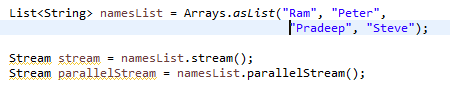 List<String> namesList = Arrays.asList("Ram", "Peter",
"Pradeep", "Steve");
Stream stream = namesList.stream();
Stream parallelStream = namesList.parallelStream();